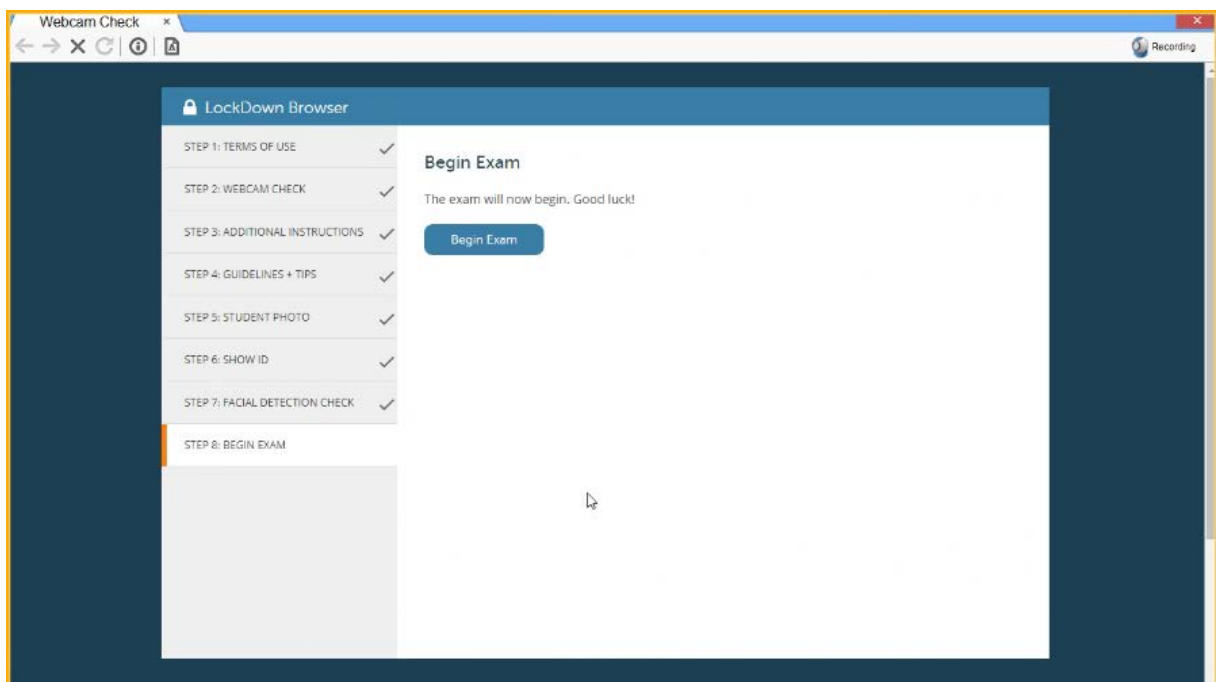 Webcam Check
Recording
LockDown Browser
STEP 1: TERMS OF USE
STEP 2: WEBCAM CHECK
STEP 3: ADDITIONAL INSTRUCTIONS
STEP 4: GUIDELINES + TIPS
STEP 5: STUDENT PHOTO
STEP 6: SHOW ID
STEP 7: FACIAL DETECTION CHECK
STEP 8: BEGIN EXAM
Begin Exam
The exam will now begin. Good luck!
Begin Exam